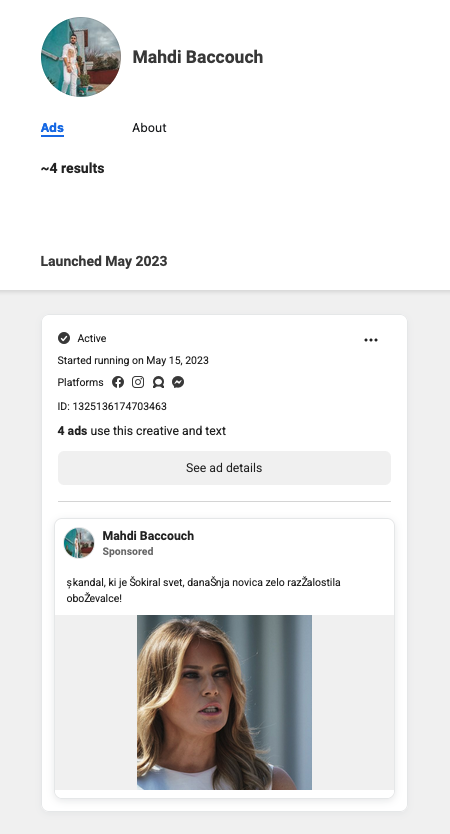 Mahdi Baccouch
Ads About
~4 results
Launched May 2023
Active
Started running on May 15, 2023
Platforms
ID: 1325136174703463
4 ads use this creative and text
See ad details
Mahdi Baccouch
Sponsored
șkandal, ki je Šokiral svet, današnja novica zelo razŽalostila
oboŽevalce!